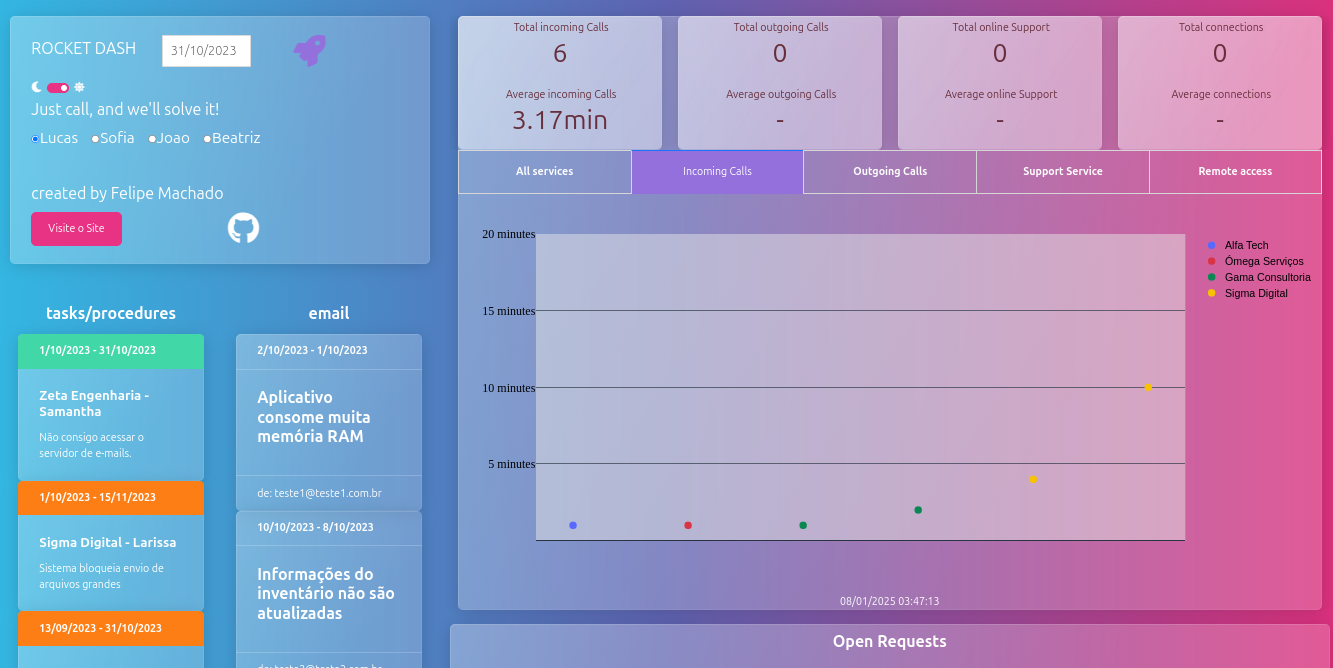 ROCKET DASH
31/10/2023
Just call, and we'll solve it!
Lucas Sofia Joao Beatriz
created by Felipe Machado
Visite o Site
tasks/procedures
1/10/2023 - 31/10/2023
Zeta Engenharia -
Samantha
Não consigo acessar o
servidor de e-mails.
1/10/2023 - 15/11/2023
Sigma Digital - Larissa
Sistema bloqueia envio de
arquivos grandes
13/09/2023 - 31/10/2023
email
2/10/2023 - 1/10/2023
Aplicativo
consome muita
memória RAM
de: teste1@teste1.com.br
10/10/2023 - 8/10/2023
Informações do
inventário não são
atualizadas
Total incoming Calls
6
Average incoming Calls
3.17min
Total outgoing Calls
0
Average outgoing Calls
-
Total online Support
0
Average online Support
-
Total connections
0
Average connections
-
All services
Incoming Calls
Outgoing Calls
Support Service
Remote access
20 minutes
15 minutes
10 minutes
5 minutes
Alfa Tech
Ômega Serviços
Gama Consultoria
Sigma Digital
08/01/2025 03:47:13
Open Requests